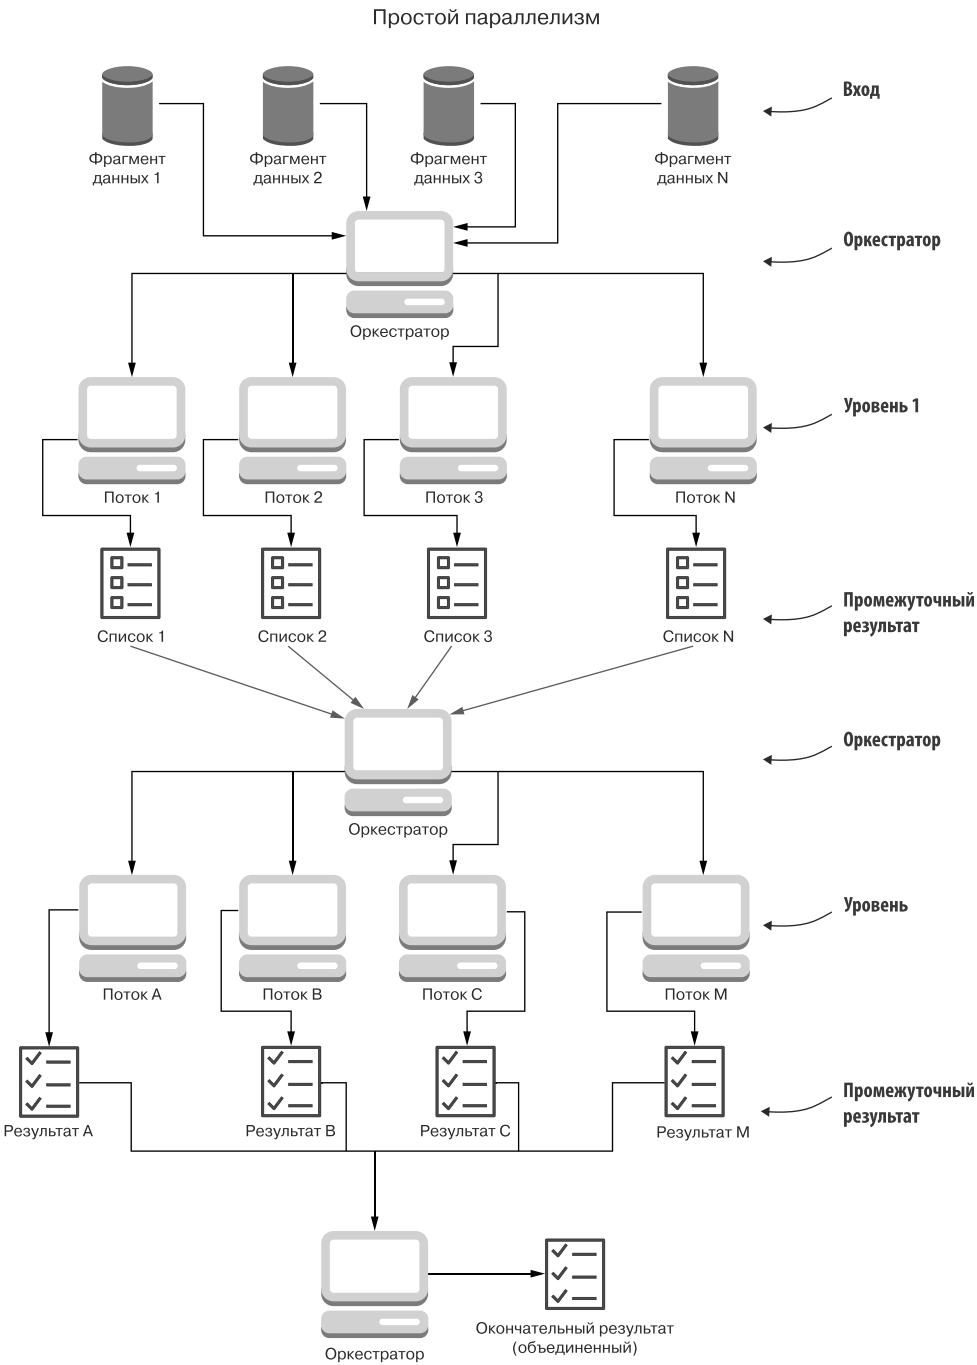 Простой параллелизм
Вход
Фрагмент
данных 1
Фрагмент
данных 2
Фрагмент
данных 3
Фрагмент
данных N
Оркестратор
Оркестратор
Уровень 1
Поток 1
Поток 2
Поток 3
Поток N
Промежуточный
результат
Список 1
Список 2
Список 3
Список N
Оркестратор
Оркестратор
Уровень
Поток A
Поток B
Поток C
Поток M
Промежуточный
результат
Результат A
Результат B
Результат C
Результат M
Окончательный результат
(объединенный)
Оркестратор